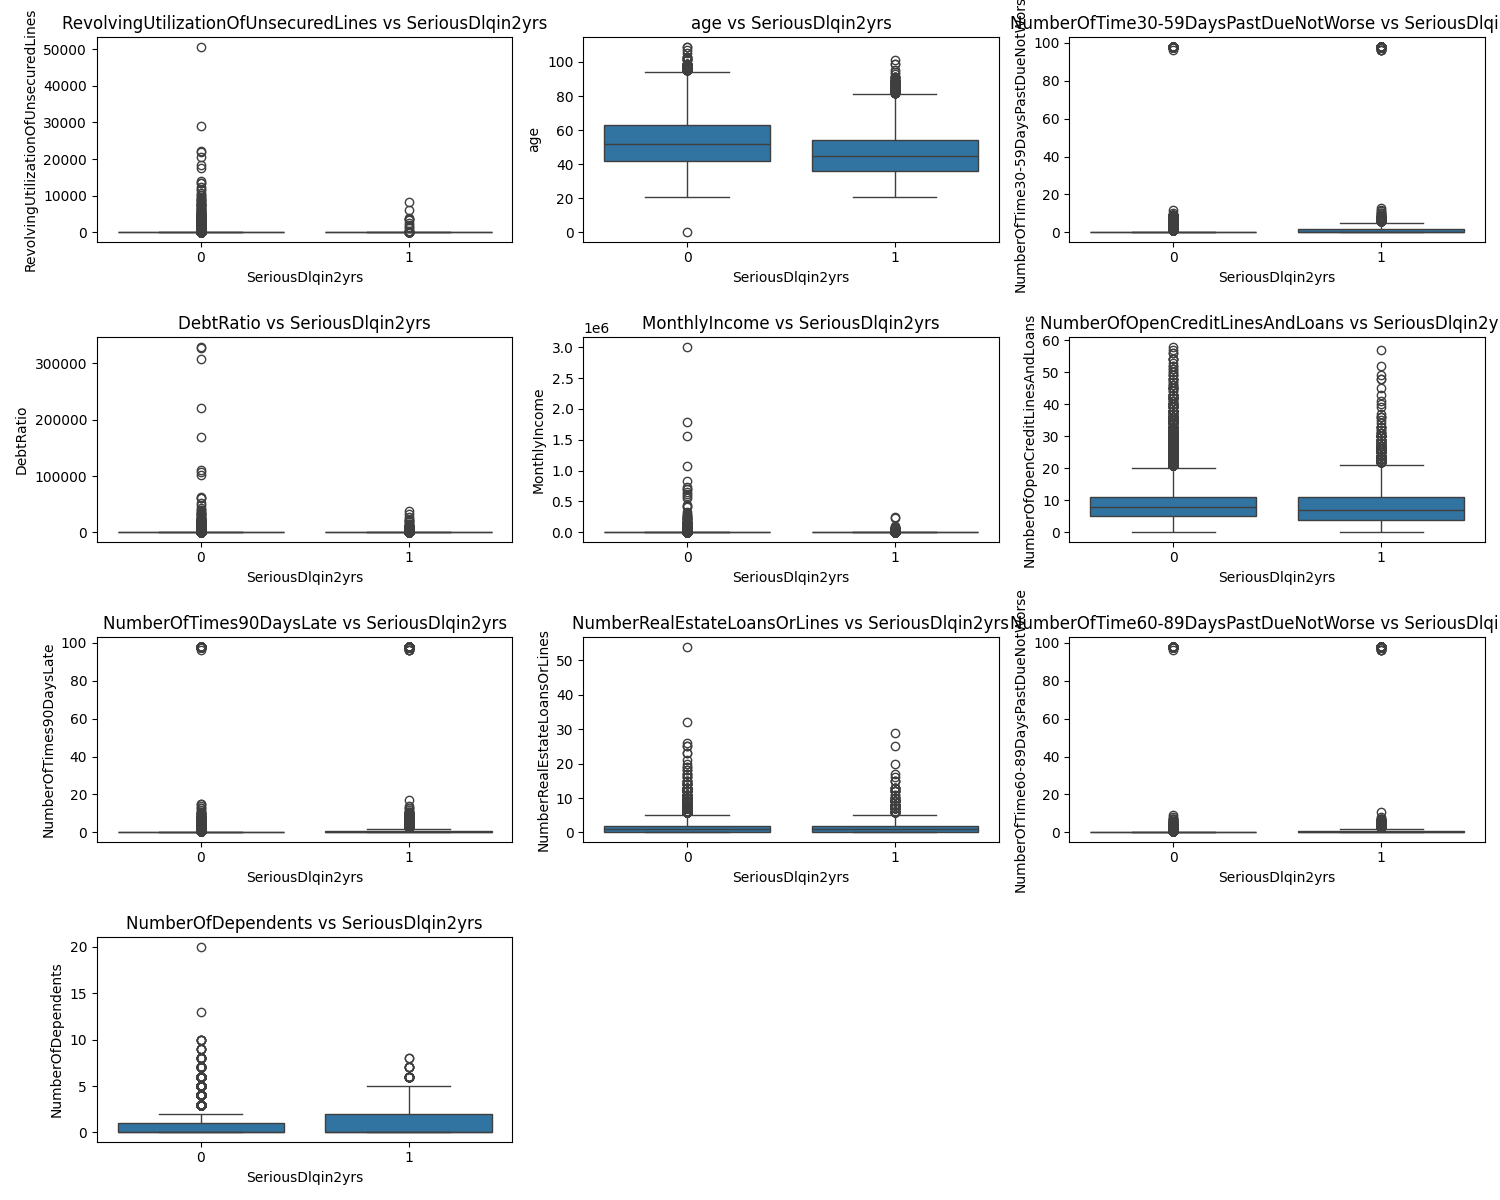 RevolvingUtilizationOfUnsecuredLines vs SeriousDlqin2yrs
RevolvingUtilizationOfUnsecuredLines
50000
40000
30000
20000
10000
0
0 1
SeriousDlqin2yrs
age vs SeriousDlqin2yrs
age
100
80
60
40
20
0
0 1
SeriousDlqin2yrs
NumberOfTime30-59DaysPastDueNotWorse vs SeriousDlqi
NumberOfTime30-59DaysPastDueNotWors
100
80
60
40
20
0
0 1
SeriousDlqin2yrs
DebtRatio vs SeriousDlqin2yrs
DebtRatio
300000
200000
100000
0
0 1
SeriousDlqin2yrs
MonthlyIncome vs SeriousDlqin2yrs
1e6
MonthlyIncome
3.0
2.5
2.0
1.5
1.0
0.5
0.0
0 1
SeriousDlqin2yrs
NumberOfOpenCreditLinesAndLoans vs SeriousDlqin2y
NumberOfOpenCreditLinesAndLoans
60
50
40
30
20
10
0
0 1
SeriousDlqin2yrs
NumberOfTimes90DaysLate vs SeriousDlqin2yrs
NumberOfTimes90DaysLate
100
80
60
40
20
0
0 1
SeriousDlqin2yrs
NumberRealEstateLoansOrLines vs SeriousDlqin2yrs
NumberRealEstateLoansOrLines
50
40
30
20
10
0
0 1
SeriousDlqin2yrs
NumberOfTime60-89DaysPastDueNotWorse vs SeriousDlqi
NumberOfTime60-89DaysPastDueNotWorse
100
80
60
40
20
0
0 1
SeriousDlqin2yrs
NumberOfDependents vs SeriousDlqin2yrs
NumberOfDependents
20
15
10
5
0
0 1
SeriousDlqin2yrs